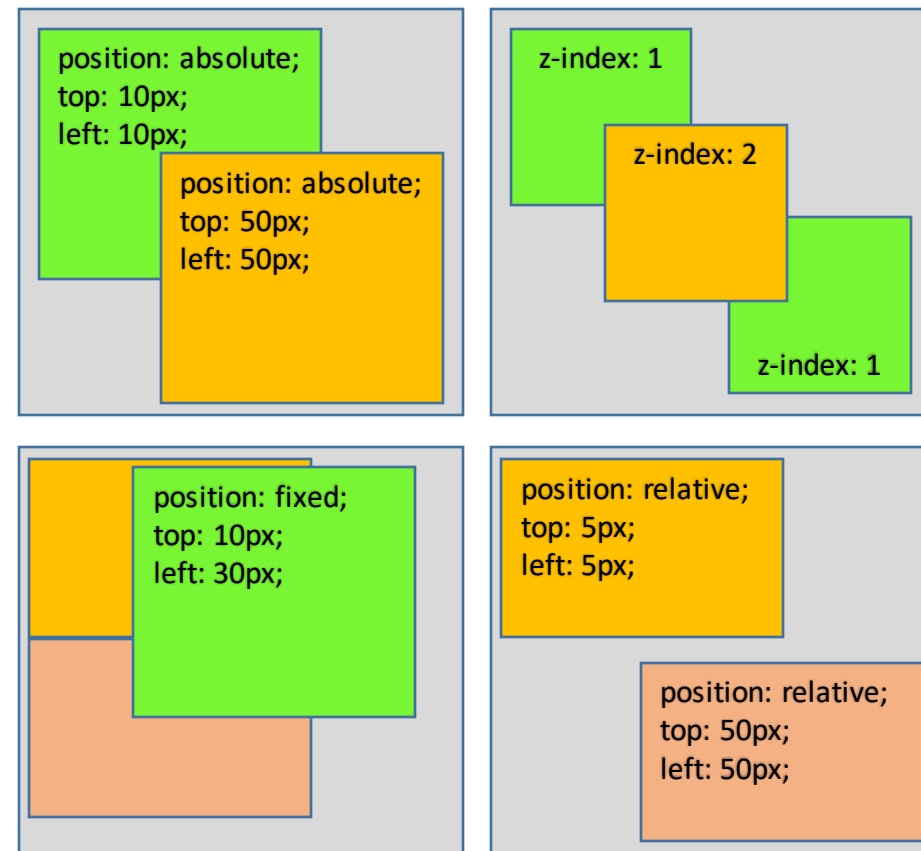 position: absolute;
top: 10px;
left: 10px;
position: absolute;
top: 50px;
left: 50px;
z-index: 1
z-index: 2
z-index: 1
position: fixed;
top: 10px;
left: 30px;
position: relative;
top: 5px;
left: 5px;
position: relative;
top: 50px;
left: 50px;